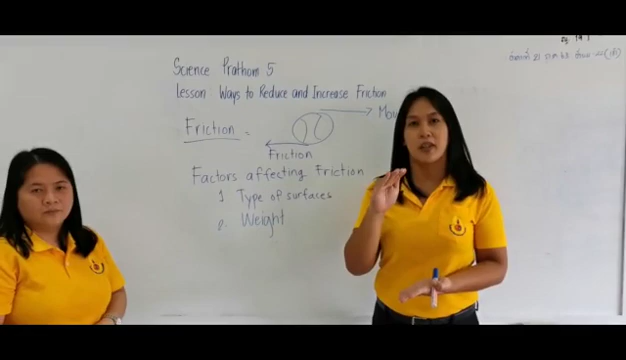 Science Prathom 5
Lesson: Ways to Reduce and Increase Friction
Friction
Friction
Factors affecting Friction
1 Type of surfaces
2. Weight